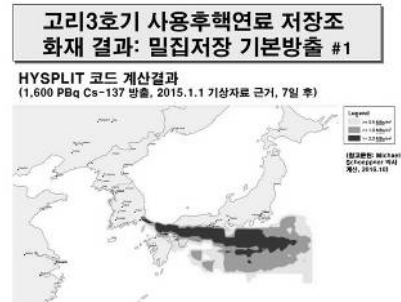 고리3호기 사용후핵연료 저장조
화재 결과: 밀집저장 기본방출 #1
HYSPLIT 코드 계산결과
(1,600 PBq Cs-137 방출, 2015.1.1 기상자료 근거, 7일 후)
Legend
(참고문헌: Michael
Schoeppner 박사
계산, 2016.10)